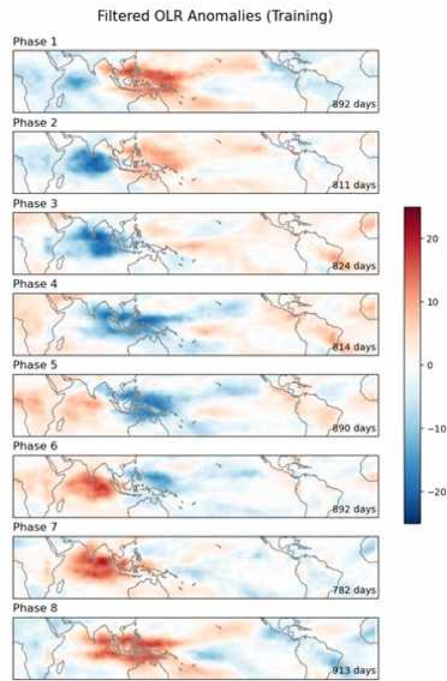 Filtered OLR Anomalies (Training)
Phase 1
892 days
Phase 2
811 days
Phase 3
824 days
Phase 4
814 days
Phase 5
890 days
Phase 6
892 days
Phase 7
782 days
Phase 8
913 days
20
10
0
−10
−20